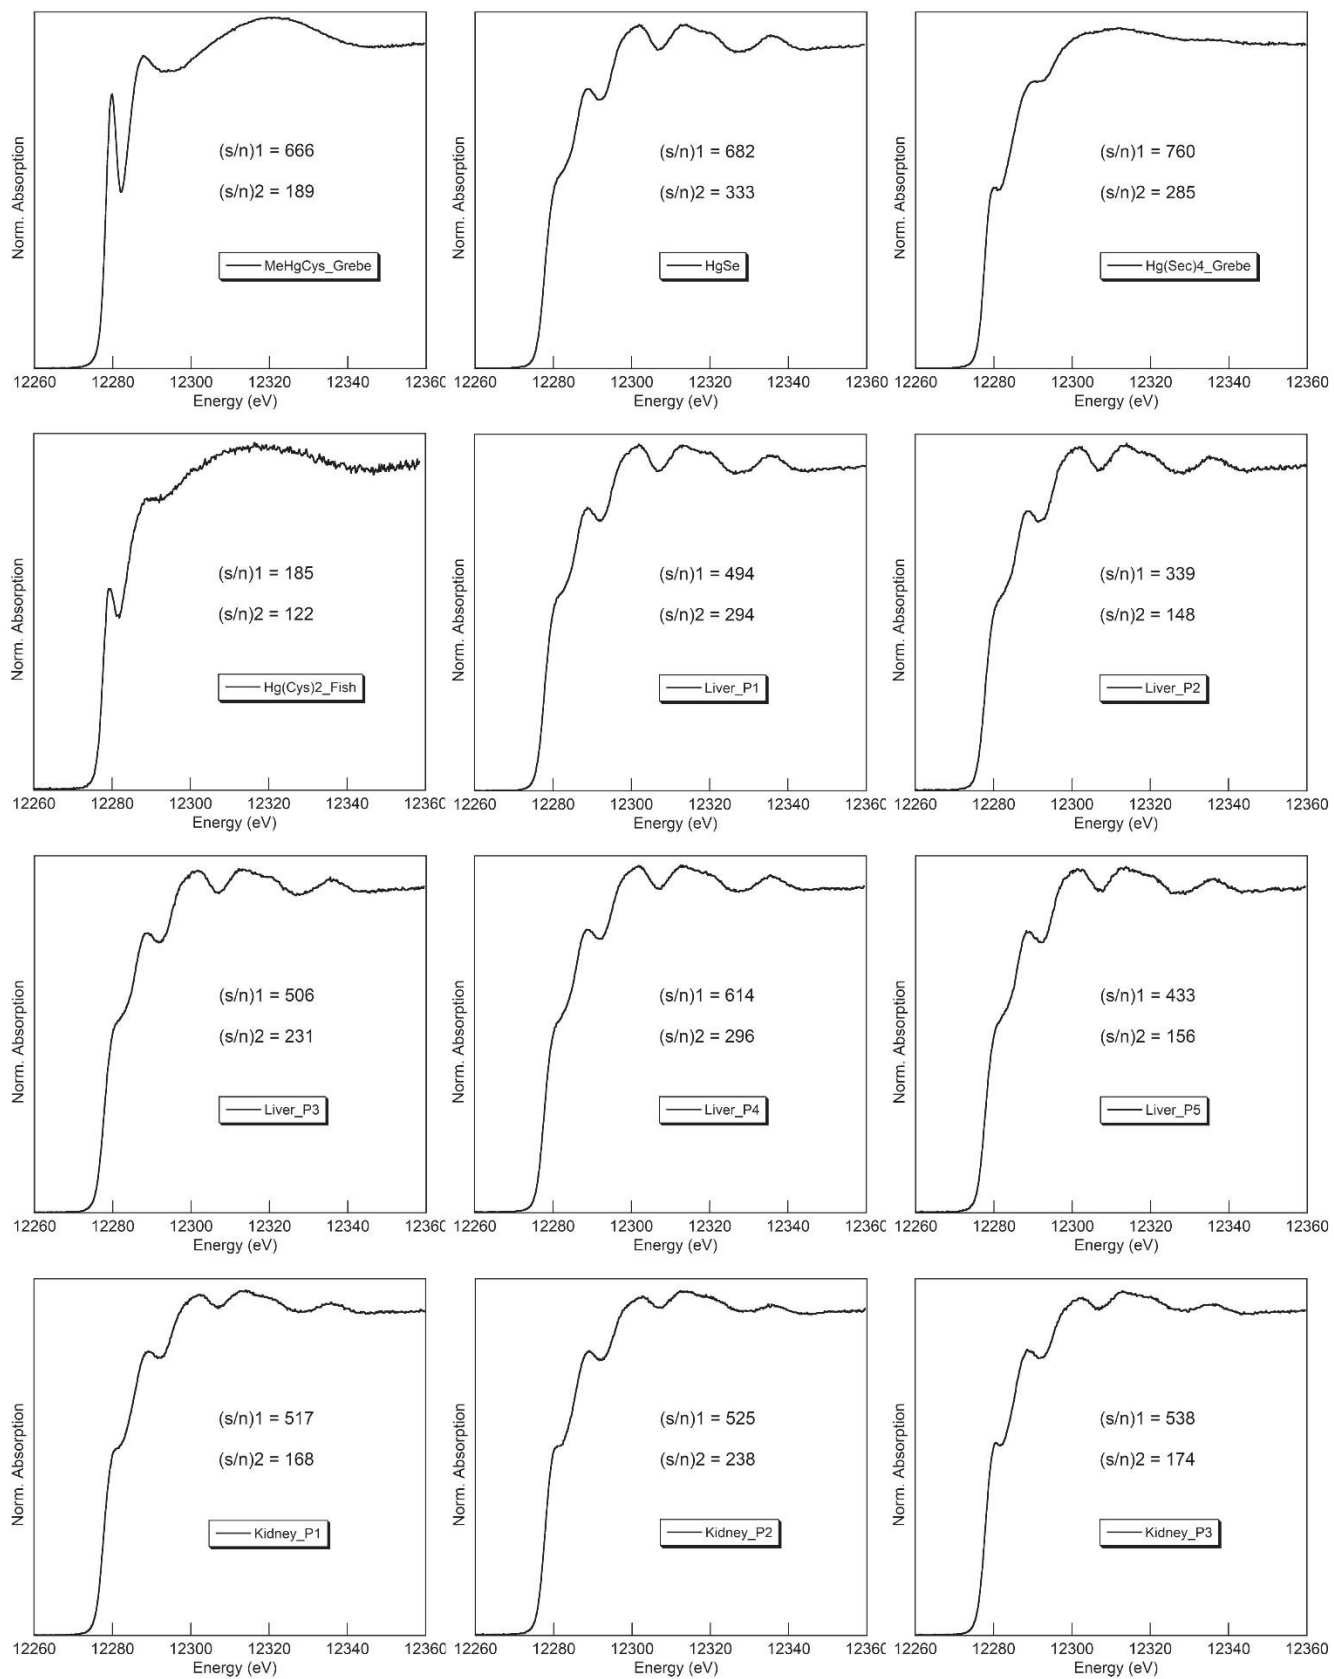 Norm. Absorption
(s/n)1 = 666
(s/n)2 = 189
MeHgCys_Grebe
12260 12280 12300 12320 12340 12360
Energy (eV)
Norm. Absorption
(s/n)1 = 682
(s/n)2 = 333
HgSe
12280 12300 12320 12340 12360
Energy (eV)
Norm. Absorption
(s/n)1 = 760
(s/n)2 = 285
Hg(Sec)4_Grebe
12280 12300 12320 12340 12360
Energy (eV)
Norm. Absorption
(s/n)1 = 185
(s/n)2 = 122
Hg(Cys)2_Fish
12260 12280 12300 12320 12340 12360
Energy (eV)
Norm. Absorption
(s/n)1 = 494
(s/n)2 = 294
Liver_P1
12280 12300 12320 12340 12360
Energy (eV)
Norm. Absorption
(s/n)1 = 339
(s/n)2 = 148
Liver_P2
12280 12300 12320 12340 12360
Energy (eV)
Norm. Absorption
(s/n)1 = 506
(s/n)2 = 231
Liver_P3
12260 12280 12300 12320 12340 12360
Energy (eV)
Norm. Absorption
(s/n)1 = 614
(s/n)2 = 296
Liver_P4
12280 12300 12320 12340 12360
Energy (eV)
Norm. Absorption
(s/n)1 = 433
(s/n)2 = 156
Liver_P5
12280 12300 12320 12340 12360
Energy (eV)
Norm. Absorption
(s/n)1 = 517
(s/n)2 = 168
Kidney_P1
12260 12280 12300 12320 12340 12360
Energy (eV)
Norm. Absorption
(s/n)1 = 525
(s/n)2 = 238
Kidney_P2
12280 12300 12320 12340 12360
Energy (eV)
Norm. Absorption
(s/n)1 = 538
(s/n)2 = 174
Kidney_P3
12280 12300 12320 12340 12360
Energy (eV)